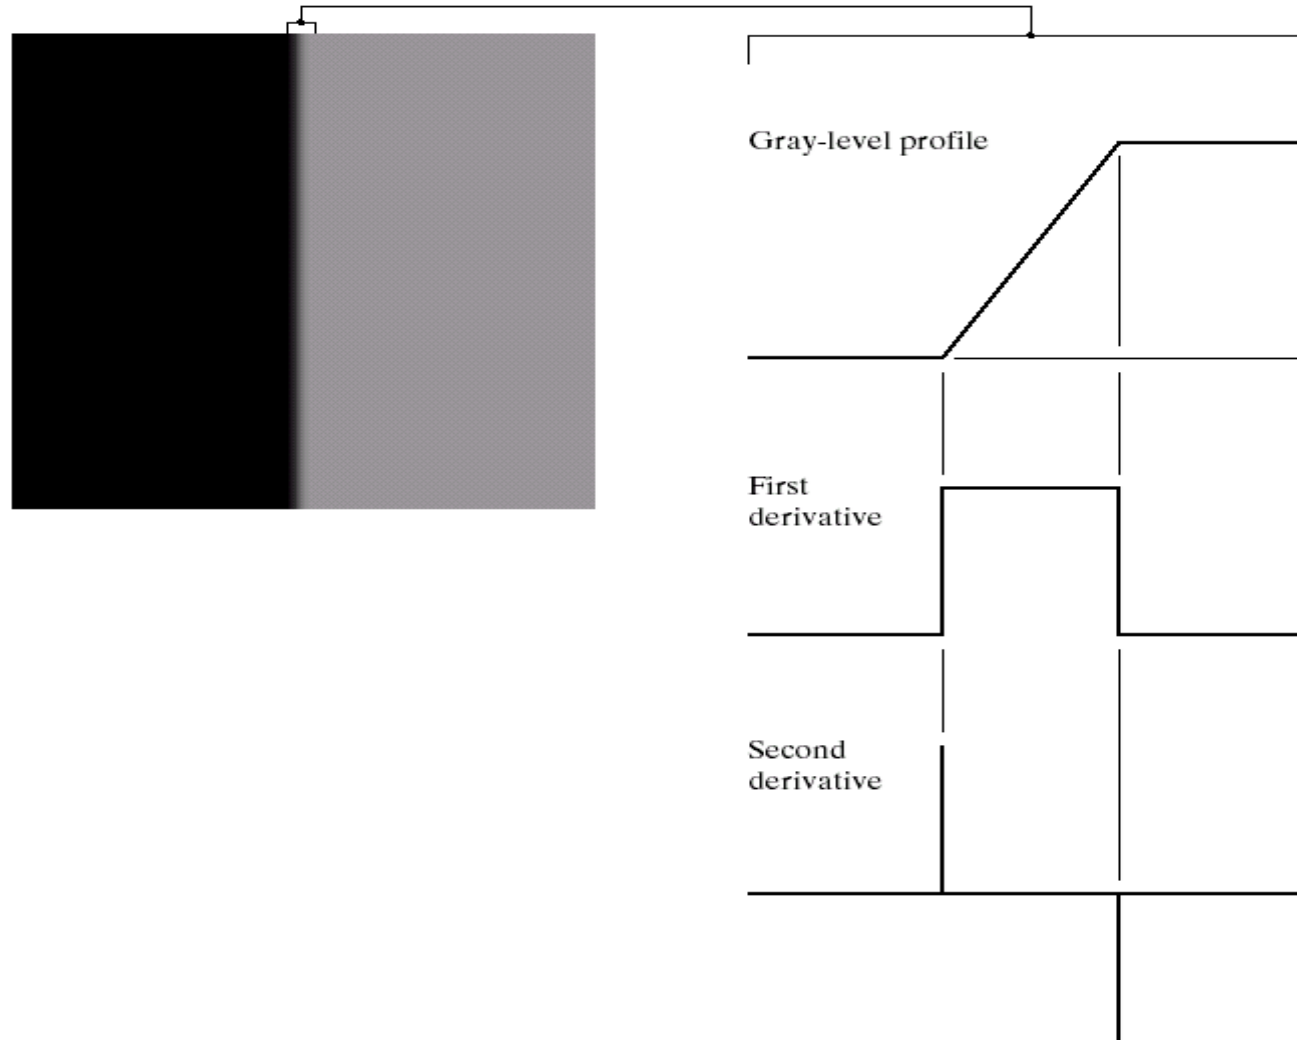 Gray-level profile
First
derivative
Second
derivative